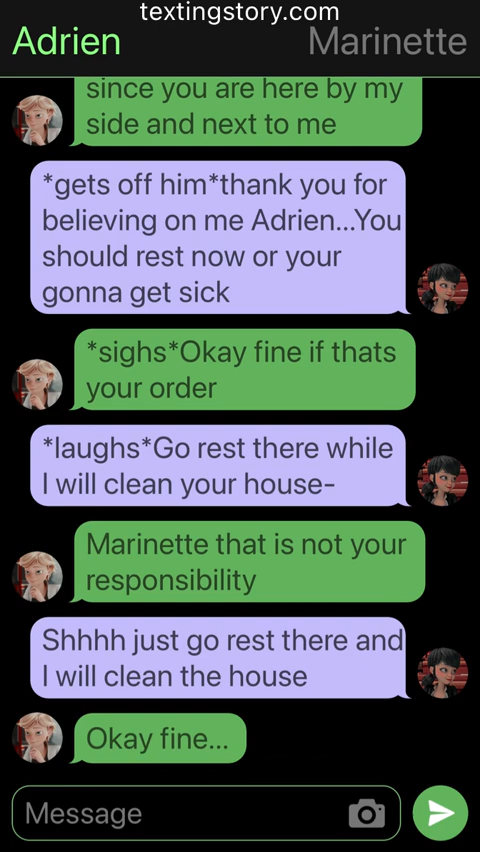 textingstory.com
Adrien
Marinette
since you are here by my
side and next to me
*gets off him*thank you for
believing on me Adrien...You
should rest now or your
gonna get sick
*sighs*Okay fine if thats
your order
*laughs*Go rest there while
I will clean your house-
Marinette that is not your
responsibility
Shhhh just go rest there and
I will clean the house
Okay fine...
Message